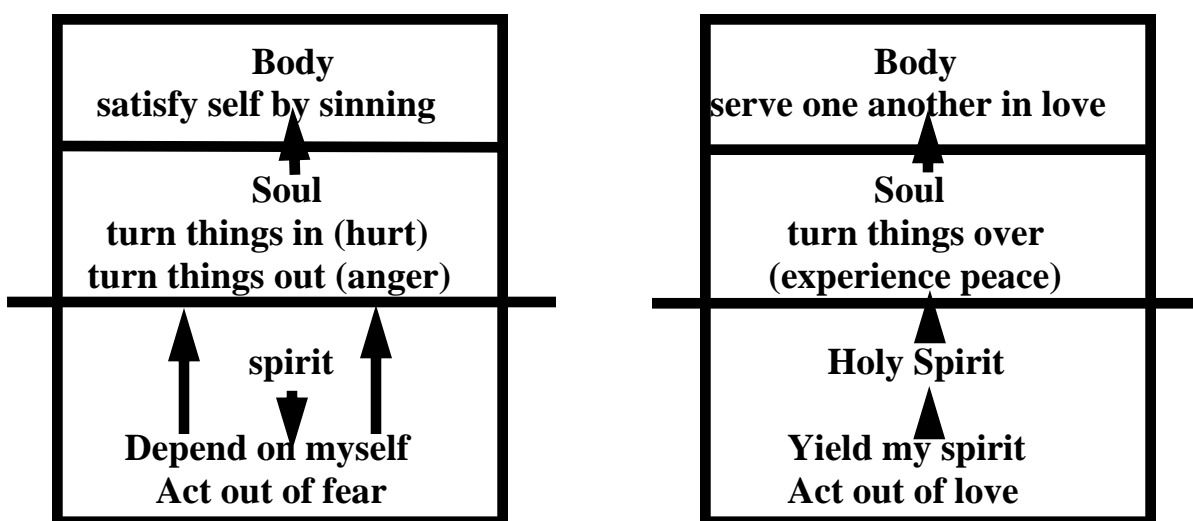 Body
satisfy self by sinning
Soul
turn things in (hurt)
turn things out (anger)
spirit
Depend on myself
Act out of fear
Body
serve one another in love
Soul
turn things over
(experience peace)
Holy Spirit
Yield my spirit
Act out of love